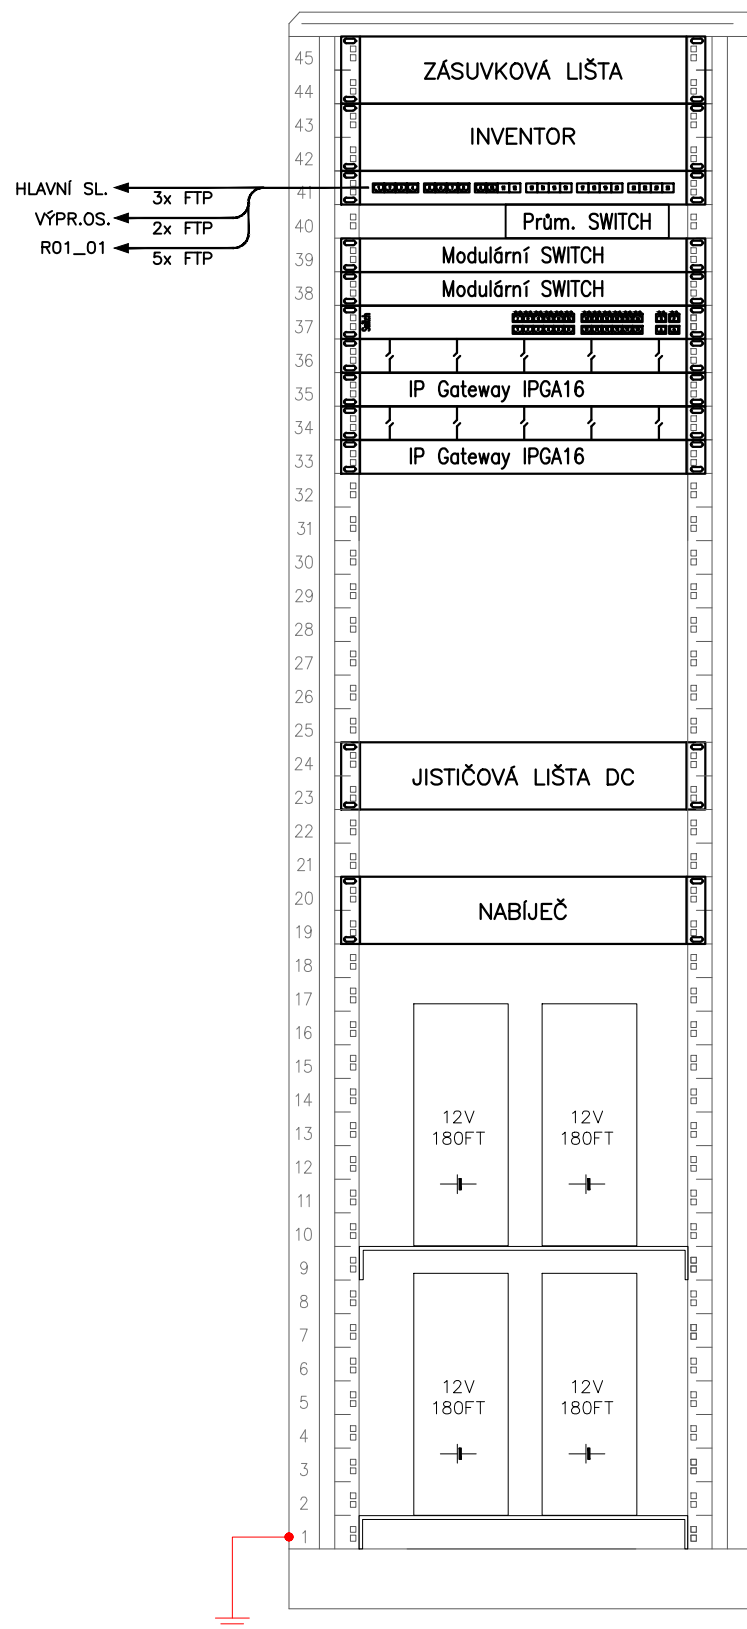 45
ZÁSUVKOVÁ LIŠTA
44
43
INVENTOR
42
HLAVNÍ SL.
3x FTP
41
VÝPR.OS.
2x FTP
40
Prům. SWITCH
R01_01
5x FTP
39
Modulární SWITCH
38
Modulární SWITCH
37
Switch
36
35
IP Gateway IPGA16
34
33
IP Gateway IPGA16
32
31
30
29
28
27
26
25
24
JISTIČOVÁ LIŠTA DC
23
22
21
20
NABÍJEČ
19
18
17
16
15
14
12V 12V
13
180FT 180FT
12
11
10
9
8
7
6
12V 12V
5
180FT 180FT
4
3
2
1